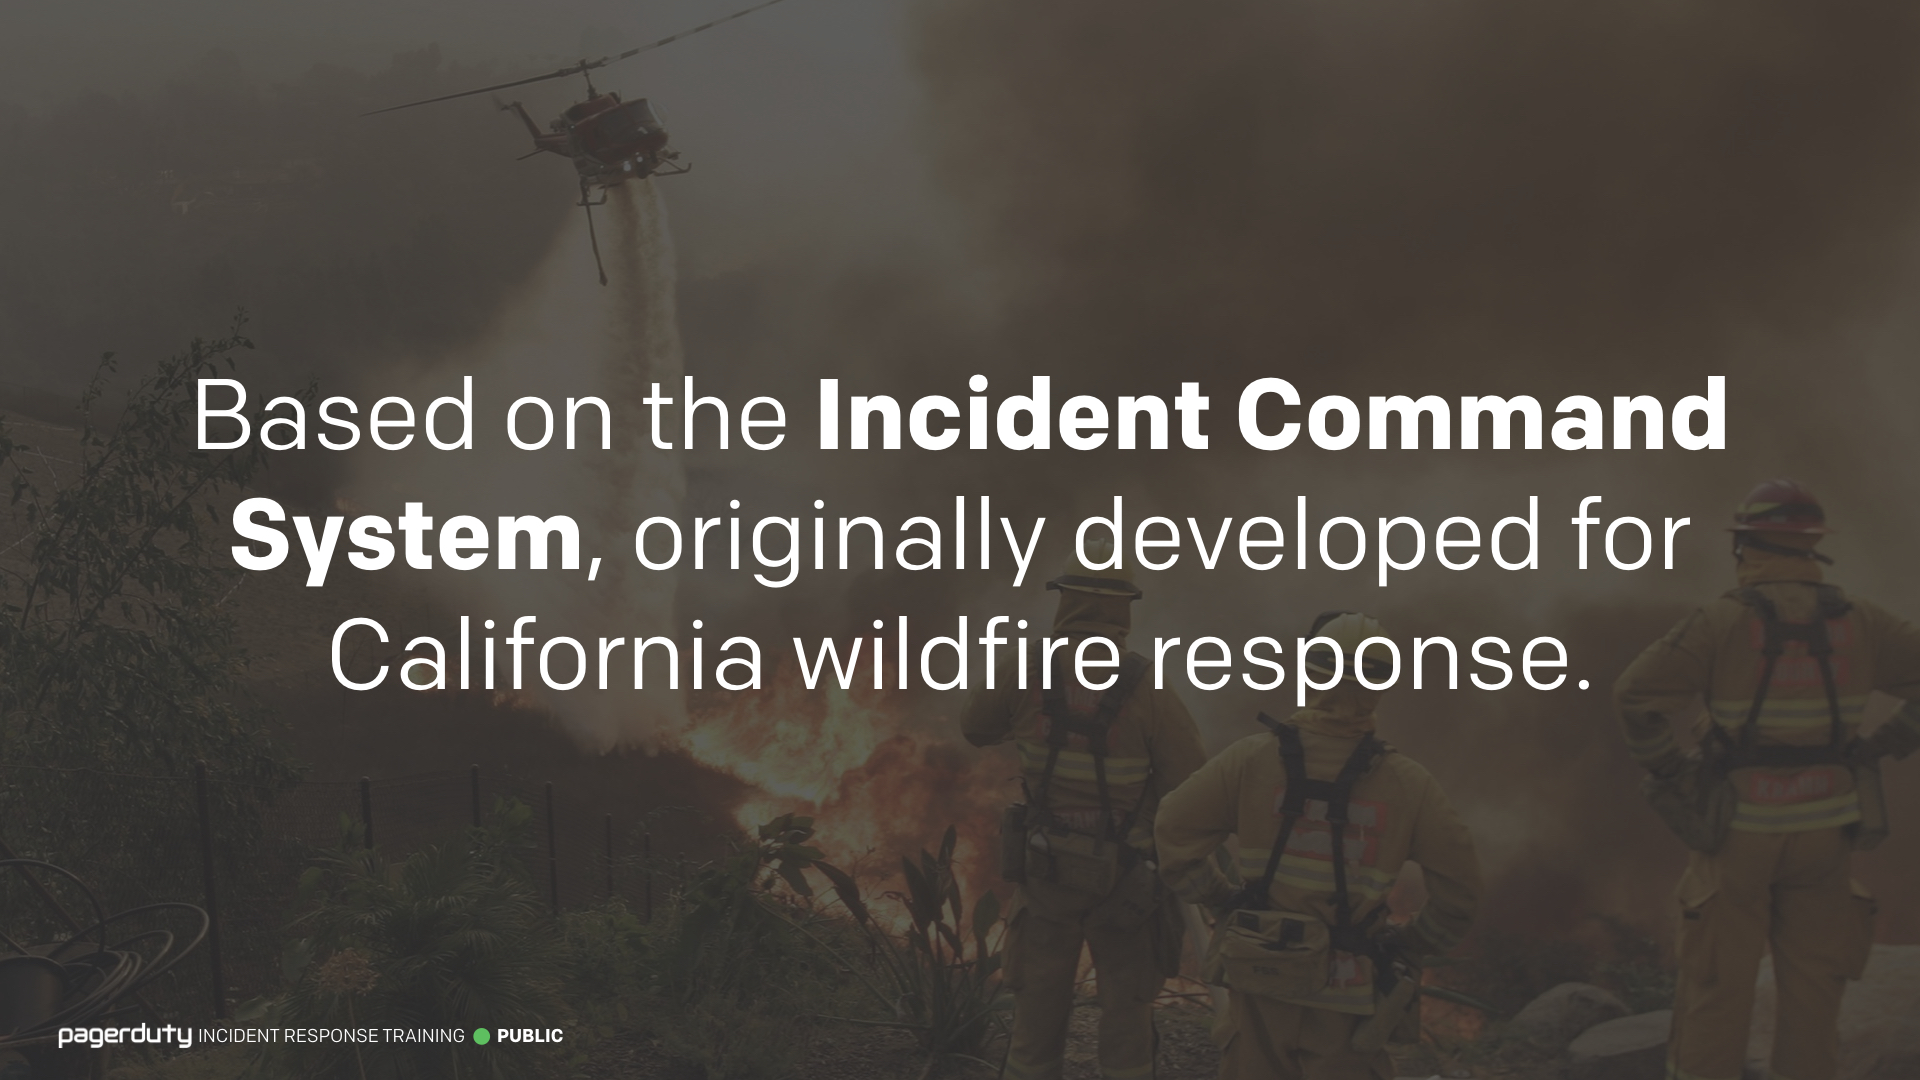 Based on the Incident Command
System, originally developed for
California wildfire response.
pagerduty INCIDENT RESPONSE TRAINING PUBLIC